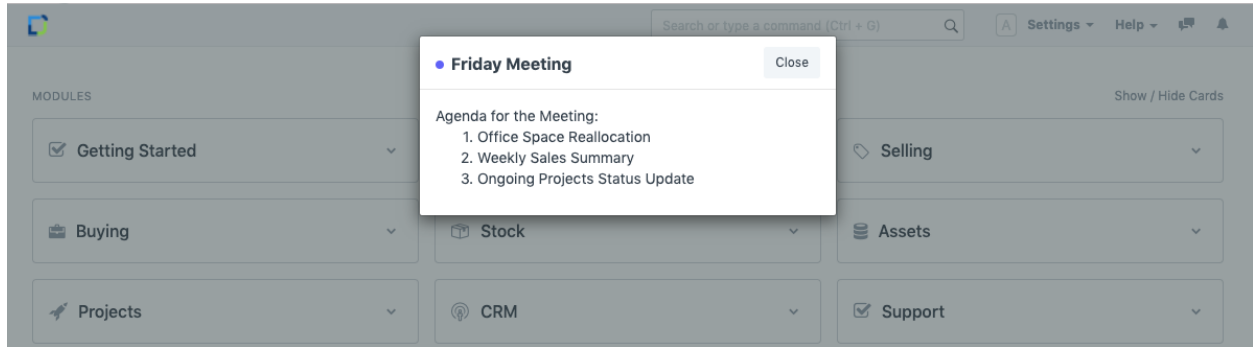 Search or type a command (Ctrl + G)
A
Settings
Help
Friday Meeting
Close
Agenda for the Meeting:
1. Office Space Reallocation
2. Weekly Sales Summary
3. Ongoing Projects Status Update
MODULES
Show / Hide Cards
Getting Started
Selling
Buying
Stock
Assets
Projects
CRM
Support